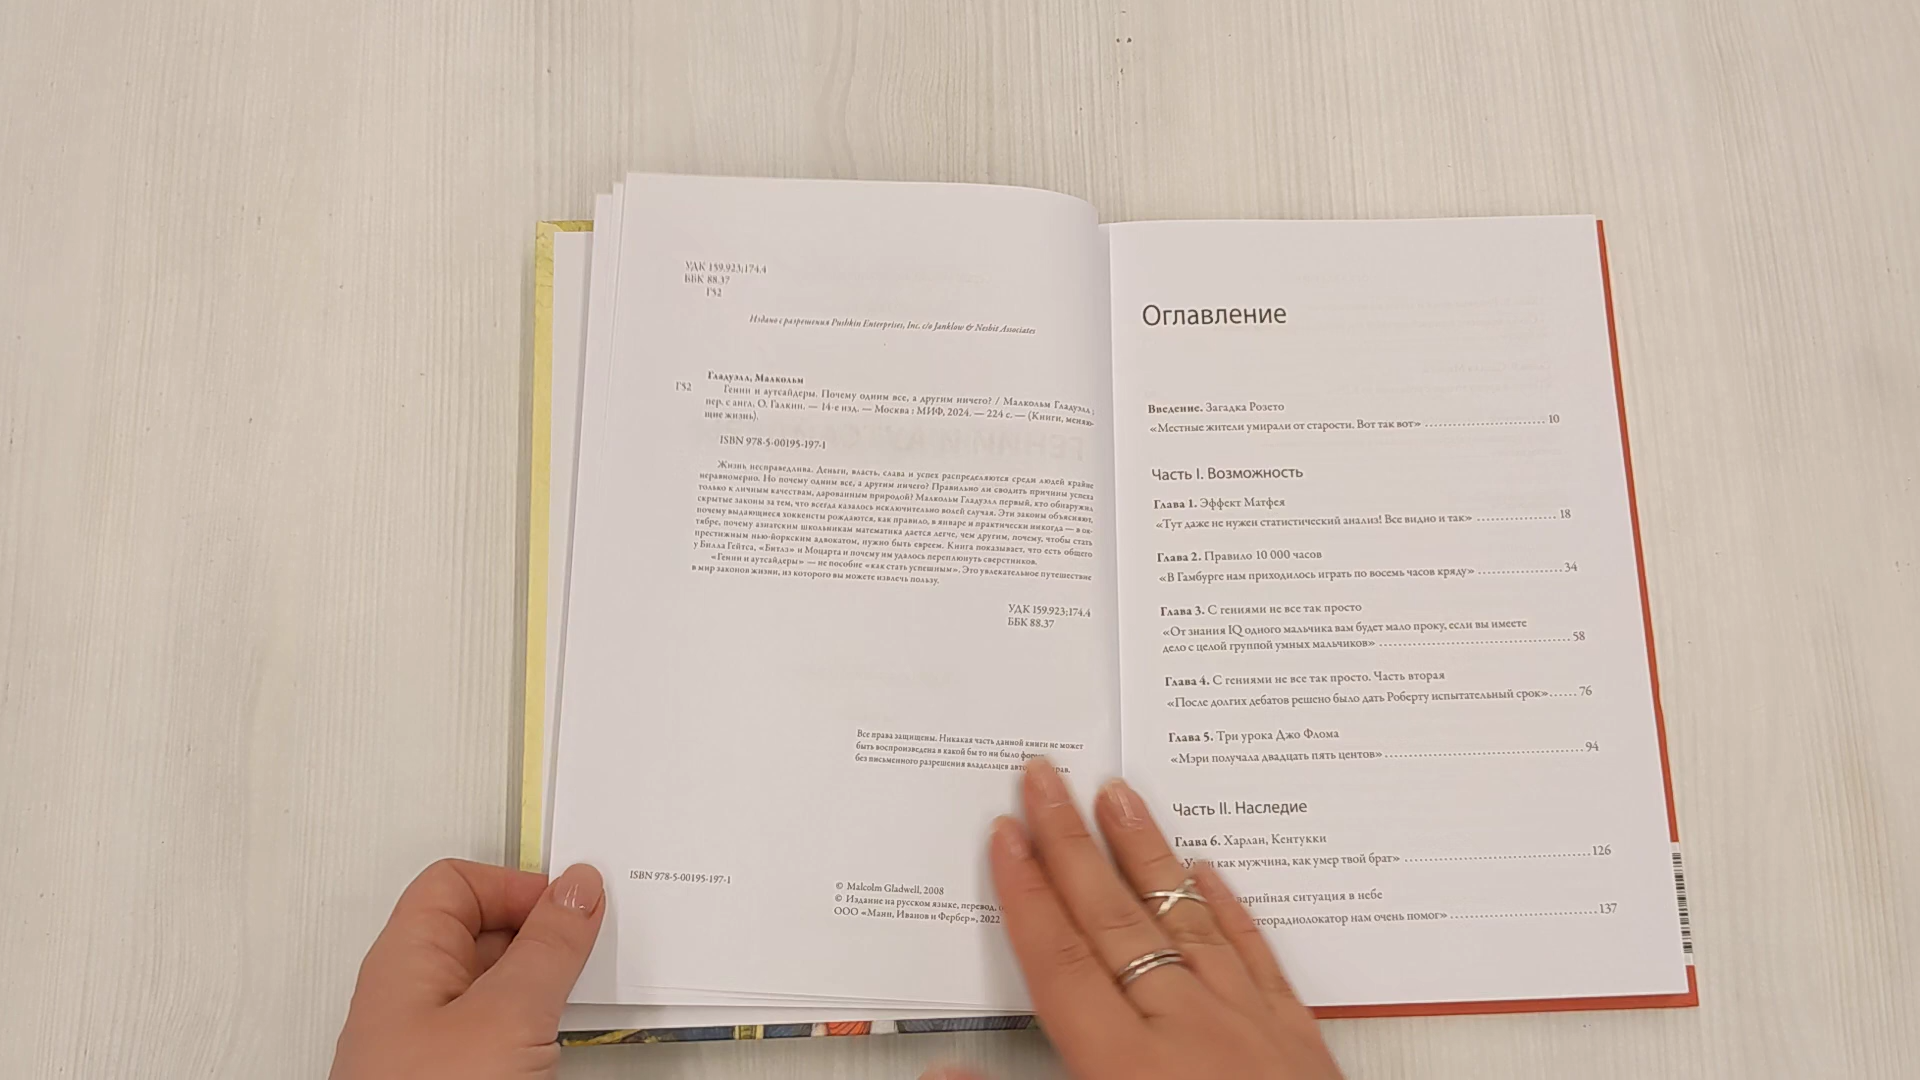 УДК 159.923;174.4
ББК 88.37
Г52
Издано с разрешения Pushkin Enterprises, Inc. c/o Janklow & Nesbit Associates
Гладуэлл, Малкольм
Г52
Гении и аутсайдеры. Почему одним все, а другим ничего? / Малкольм Гладуэлл ;
пер. с англ. О. Галкин. — 14-е изд. — Москва : МИФ, 2024. — 224 с. — (Книги, меняю-
щие жизнь).
ISBN 978-5-00195-197-1
Жизнь несправедлива. Деньги, власть, слава и успех распределяются среди людей крайне
неравномерно. Но почему одним все, а другим ничего? Правильно ли сводить причины успеха
только к личным качествам, дарованным природой? Малкольм Гладуэлл первый, кто обнаружил
скрытые законы за тем, что всегда казалось исключительно волей случая. Эти законы объясняют,
почему выдающиеся хоккеисты рождаются, как правило, в январе и практически никогда — в ок-
тябре, почему азиатским школьникам математика дается легче, чем другим, почему, чтобы стать
престижным нью-йоркским адвокатом, нужно быть евреем. Книга показывает, что есть общего
у Билла Гейтса, «Битлз» и Моцарта и почему им удалось переплюнуть сверстников.
«Гении и аутсайдеры» — не пособие «как стать успешным». Это увлекательное путешествие
в мир законов жизни, из которого вы можете извлечь пользу.
УДК 159.923;174.4
ББК 88.37
Все права защищены. Никакая часть данной книги не может
быть воспроизведена в какой бы то ни было
без письменного разрешения владельцев
ISBN 978-5-00195-197-1
© Malcolm Gladwell, 2008
© Издание на русском языке, перевод,
ООО «Манн, Иванов и Фербер», 2022
Оглавление
Введение. Загадка Розето
«Местные жители умирали от старости. Вот так вот» 10
Часть I. Возможность
Глава 1. Эффект Матфея
«Тут даже не нужен статистический анализ! Все видно и так» 18
Глава 2. Правило 10 000 часов
«В Гамбурге нам приходилось играть по восемь часов кряду» 34
Глава 3. С гениями не все так просто
«От знания IQ одного мальчика вам будет мало проку, если вы имеете
дело с целой группой умных мальчиков» 58
Глава 4. С гениями не все так просто. Часть вторая
«После долгих дебатов решено было дать Роберту испытательный срок» 76
Глава 5. Три урока Джо Флома
«Мэри получала двадцать пять центов» 94
Часть II. Наследие
Глава 6. Харлан, Кентукки
как мужчина, как умер твой брат» 126
ситуация в небе
нам очень помог» 137